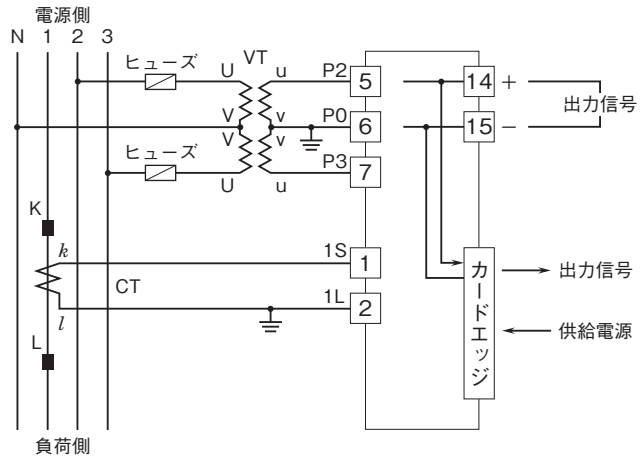 電源側
N 1 2 3
ヒューズ
U
VT
u
P2
5
14 +
V
v
P0
6
15 −
出力信号
V
v
ヒューズ
U
u
P3
7
K
k
1S
1
CT
l
1L
2
L
カードエッジ
出力信号
供給電源
負荷側